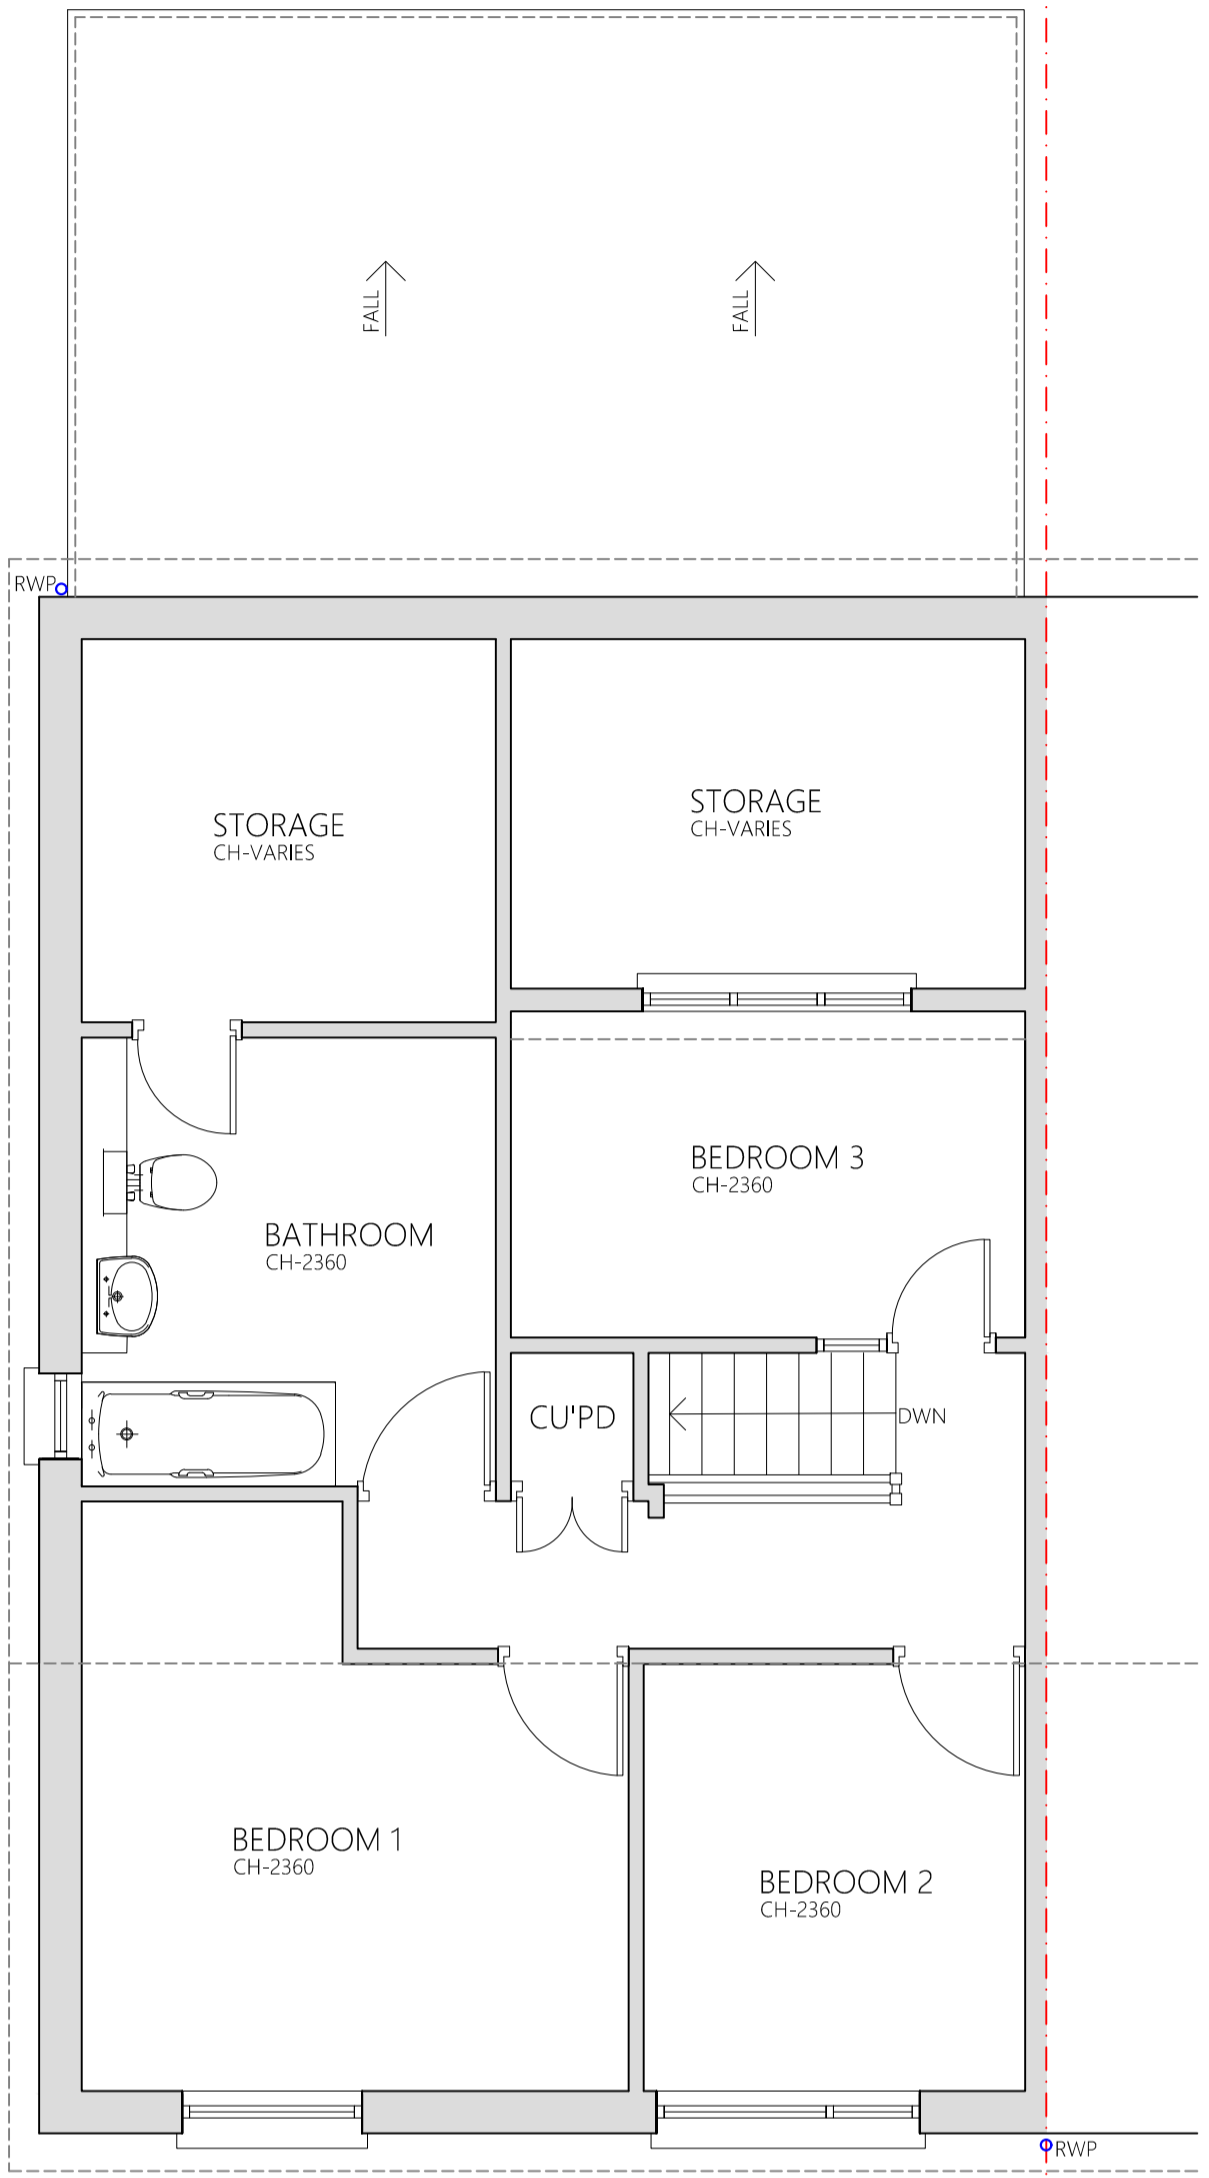 FALL
FALL
RWP
STORAGE
CH-VARIES
STORAGE
CH-VARIES
BEDROOM 3
CH-2360
BATHROOM
CH-2360
CU'PD
DWN
BEDROOM 1
CH-2360
BEDROOM 2
CH-2360
RWP